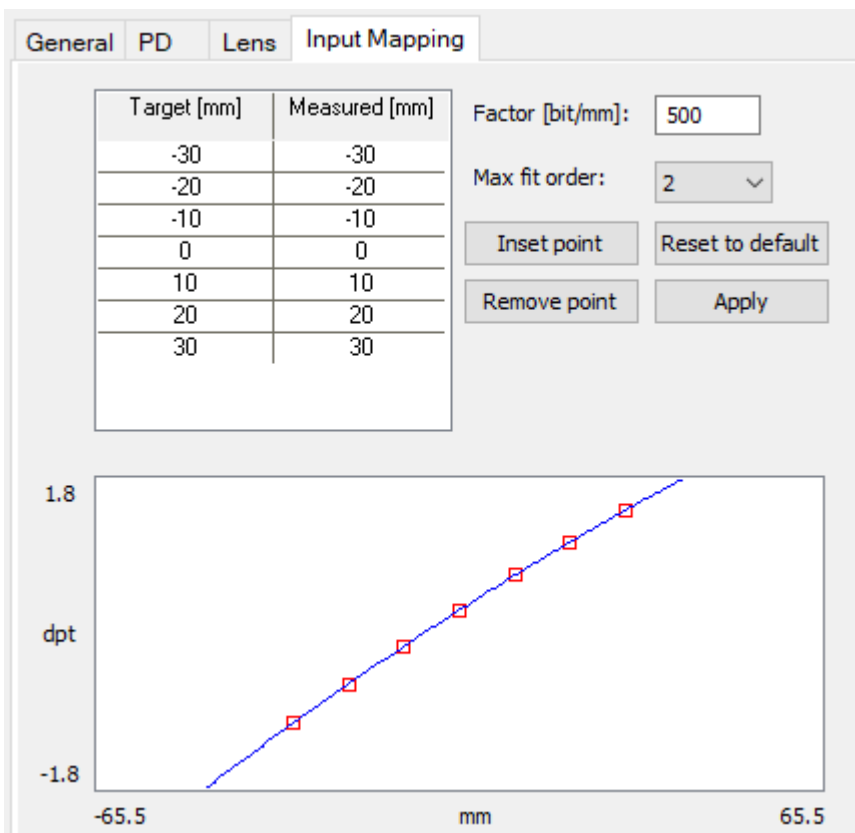 General PD Lens Input Mapping
Target [mm] Measured [mm]
-30 -30
-20 -20
-10 -10
0 0
10 10
20 20
30 30
Factor [bit/mm]: 500
Max fit order: 2
Inset point Reset to default
Remove point Apply
1.8
dpt
-1.8
-65.5 mm 65.5